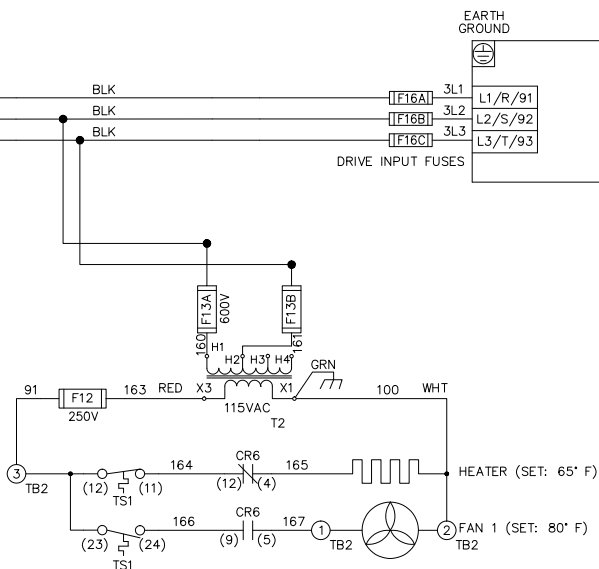 EARTH
GROUND
BLK
F16A
3L1
L1/R/91
BLK
F16B
3L2
L2/S/92
BLK
F16C
3L3
L3/T/93
DRIVE INPUT FUSES
F13A
600V
F13B
160
161
H1
H2
H3
H4
GRN
91
F12
250V
163
RED
X3
X1
115VAC
T2
100
WHT
3
TB2
(12)
(11)
TS1
164
CR6
(12)
(4)
165
HEATER (SET: 65° F)
(23)
(24)
TS1
166
CR6
(9)
(5)
167
1
TB2
2
TB2
FAN 1 (SET: 80° F)